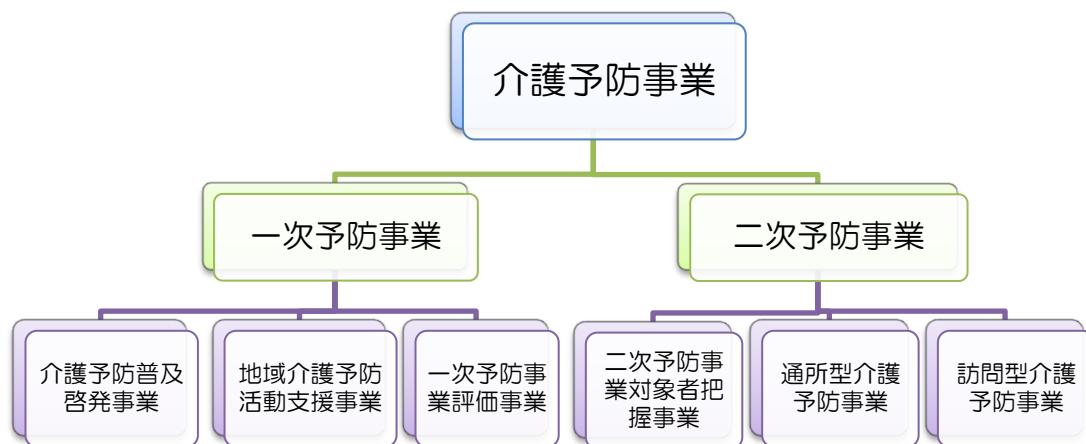 介護予防事業
一次予防事業
二次予防事業
介護予防普及
啓発事業
地域介護予防
活動支援事業
一次予防事
業評価事業
二次予防事
業対象者把
握事業
通所型介護
予防事業
訪問型介護
予防事業